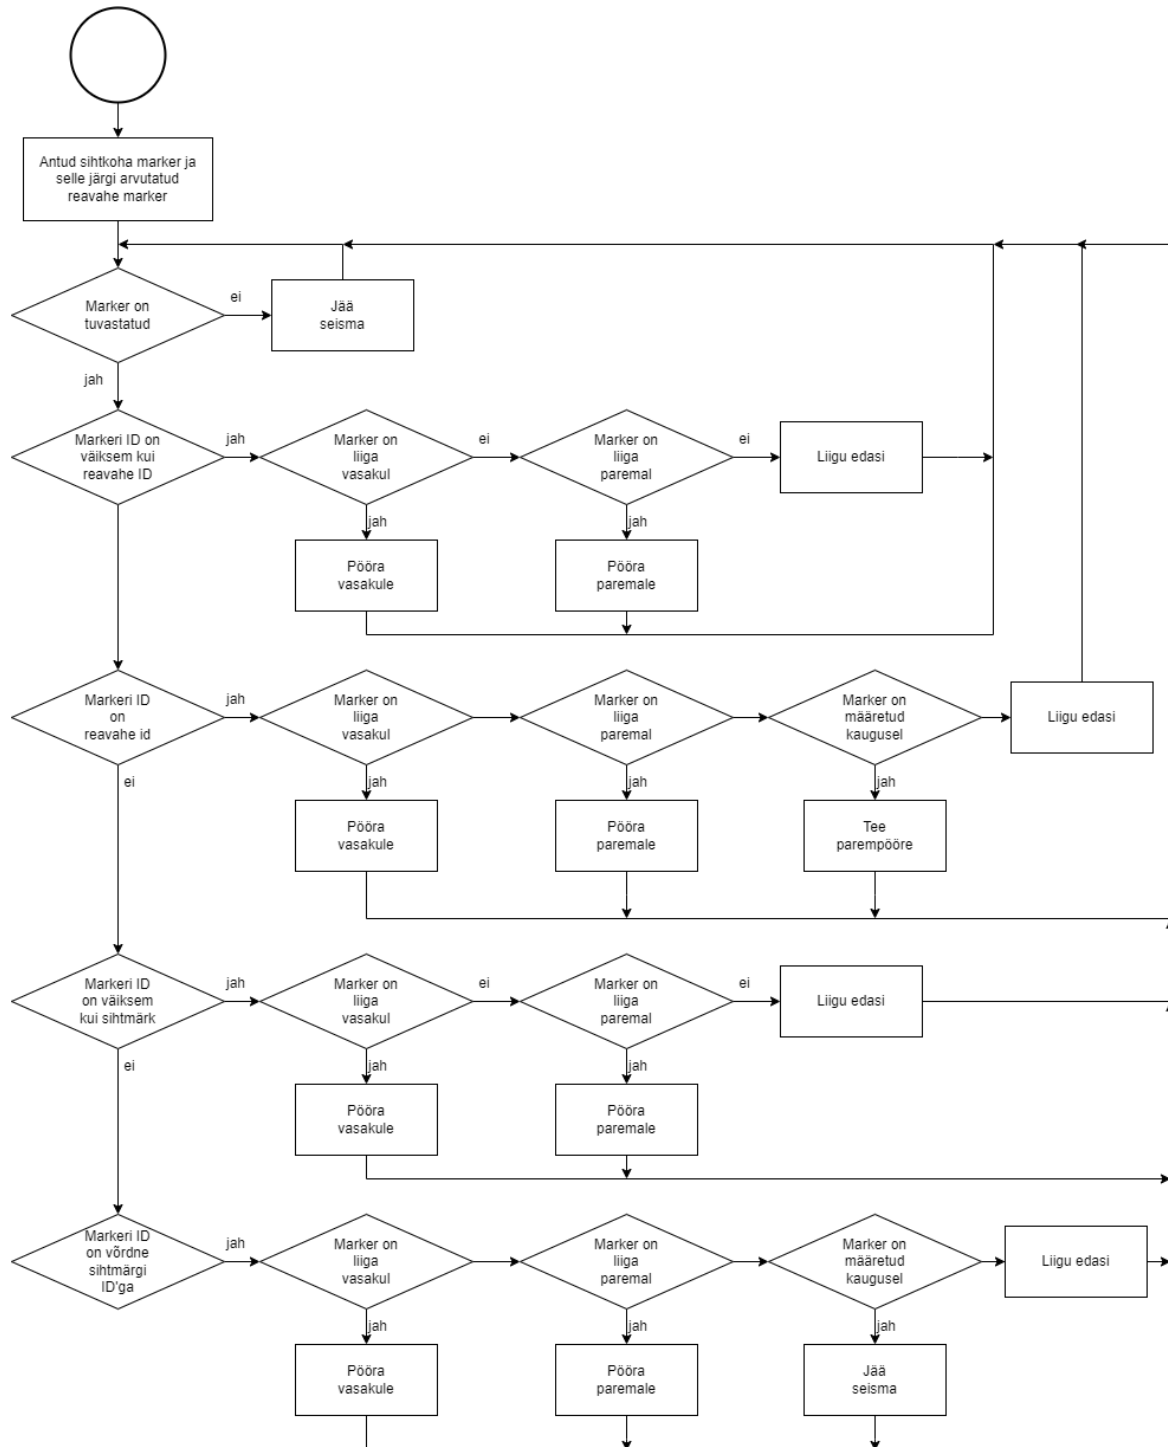 Antud sihtkoha marker ja
selle järgi arvutatud
reavahe marker
Marker on
tuvastatud
ei
Jää
seisma
jah
Markeri ID on
väiksem kui
reavahe ID
jah
Marker on
liiga
vasakul
ei
Marker on
liiga
paremal
ei
Liigu edasi
jah
jah
Pööra
vasakule
Pööra
paremale
Markeri ID
on
reavahe id
jah
Marker on
liiga
vasakul
Marker on
liiga
paremal
Marker on
määretud
kaugusel
Liigu edasi
ei
jah
jah
jah
Pööra
vasakule
Pööra
paremale
Tee
parempööre
Markeri ID
on väiksem
kui sihtmärk
jah
Marker on
liiga
vasakul
ei
Marker on
liiga
paremal
ei
Liigu edasi
ei
jah
jah
Pööra
vasakule
Pööra
paremale
Markeri ID
on võrdne
sihtmärgi
ID'ga
jah
Marker on
liiga
vasakul
Marker on
liiga
paremal
Marker on
määretud
kaugusel
Liigu edasi
jah
jah
jah
Pööra
vasakule
Pööra
paremale
Jää
seisma